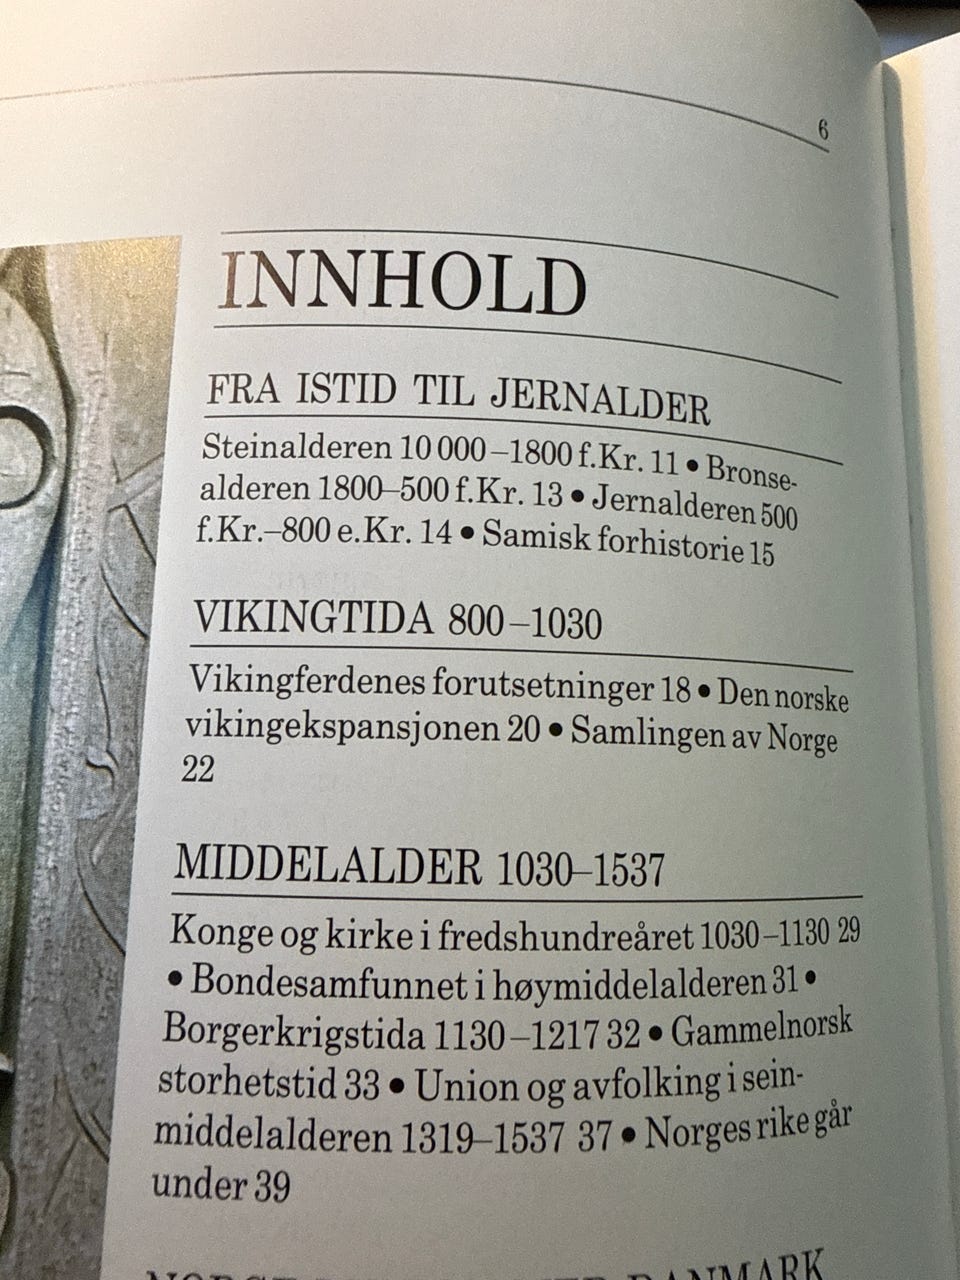 6
INNHOLD
FRA ISTID TIL JERNALDER
Steinalderen 10 000–1800 f.Kr. 11 • Bronse-
alderen 1800–500 f.Kr. 13 • Jernalderen 500
f.Kr.–800 e.Kr. 14 • Samisk forhistorie 15
VIKINGTIDA 800–1030
Vikingferdenes forutsetninger 18 • Den norske
vikingekspansjonen 20 • Samlingen av Norge
22
MIDDELALDER 1030–1537
Konge og kirke i fredshundreåret 1030–1130 29
• Bondesamfunnet i høymiddelalderen 31 •
Borgerkrigstida 1130–1217 32 • Gammelnorsk
storhetstid 33 • Union og avfolking i sein-
middelalderen 1319–1537 37 • Norges rike går
under 39
DANMARK